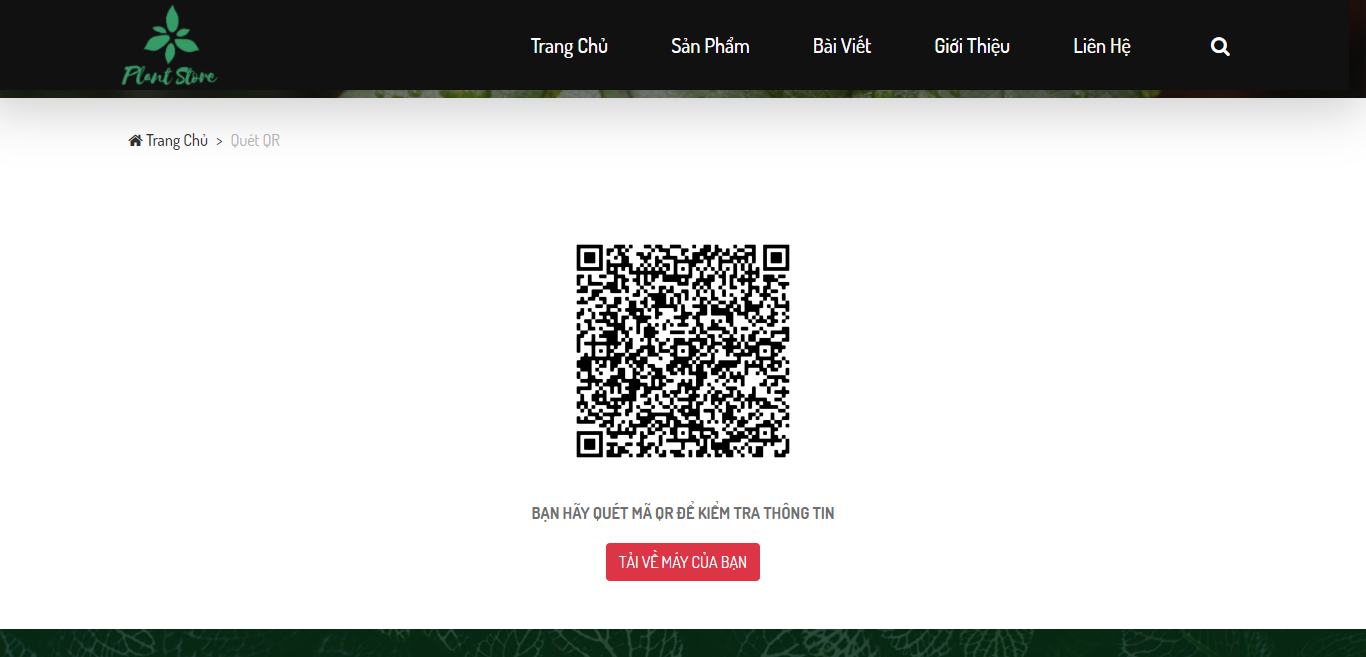 Plant Store
Trang Chủ Sản Phẩm Bài Viết Giới Thiệu Liên Hệ
Trang Chủ > Quét QR
BẠN HÃY QUÉT MÃ QR ĐỂ KIỂM TRA THÔNG TIN
TẢI VỀ MÁY CỦA BẠN